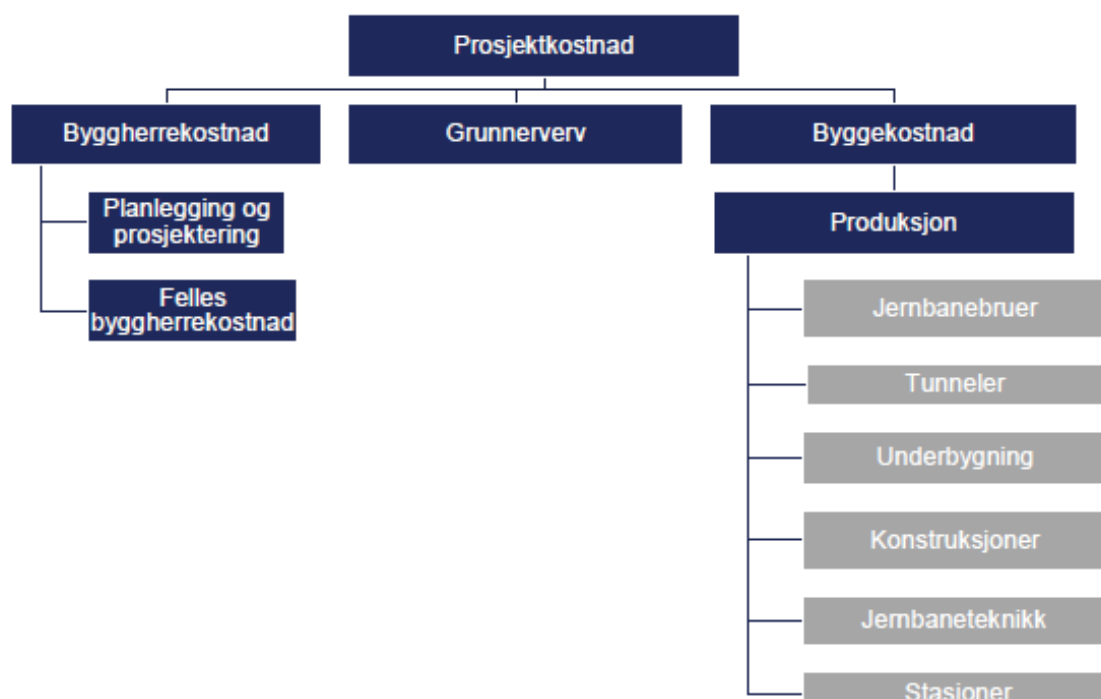 Prosjektkostnad
Byggherrekostnad
Grunnerverv
Byggekostnad
Planlegging og
prosjektering
Produksjon
Felles
byggherrekostnad
Jernbanebruer
Tunneler
Underbygning
Konstruksjoner
Jernbaneteknikk
Stasjoner